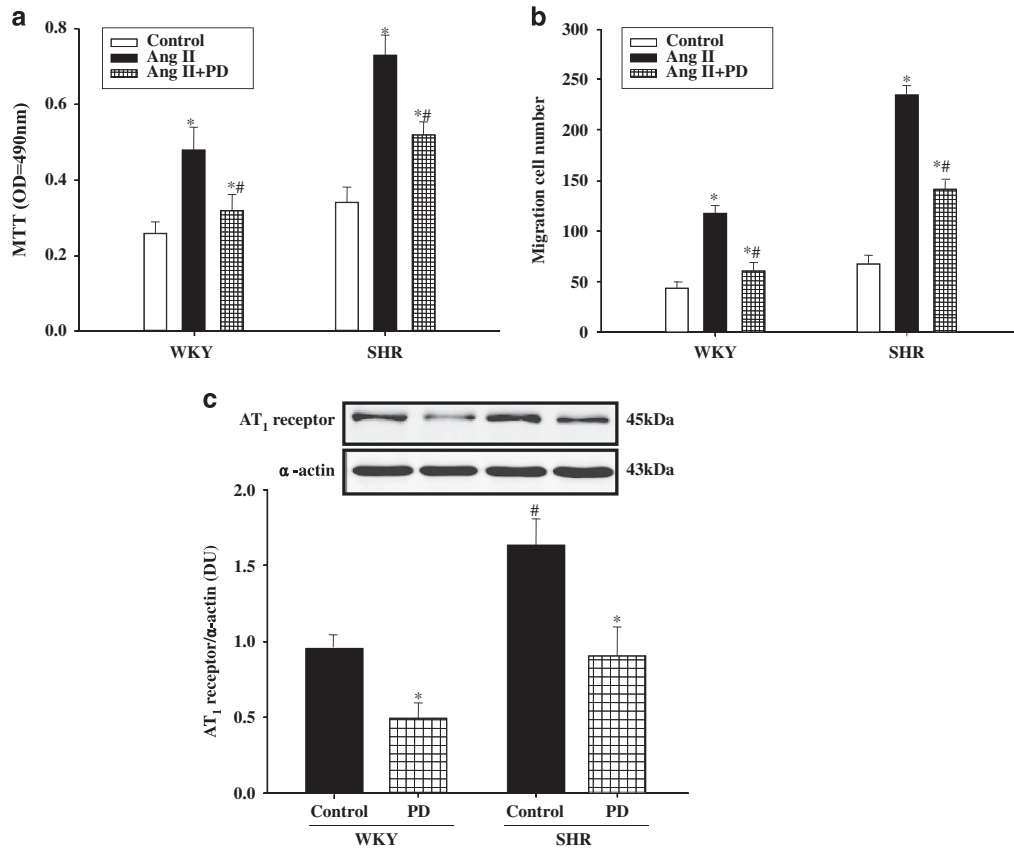 a
0.8
0.6
0.4
0.2
0.0
MTT (OD=490nm)
Control
Ang II
Ang II+PD
*
*#
*
*#
WKY
SHR
b
300
250
200
150
100
50
0
Migration cell number
Control
Ang II
Ang II+PD
*
*#
*
*#
WKY
SHR
c
AT₁ receptor
45kDa
α-actin
43kDa
2.0
1.5
1.0
0.5
0.0
AT₁ receptor/α-actin (DU)
*
#
*
Control
PD
Control
PD
WKY
SHR